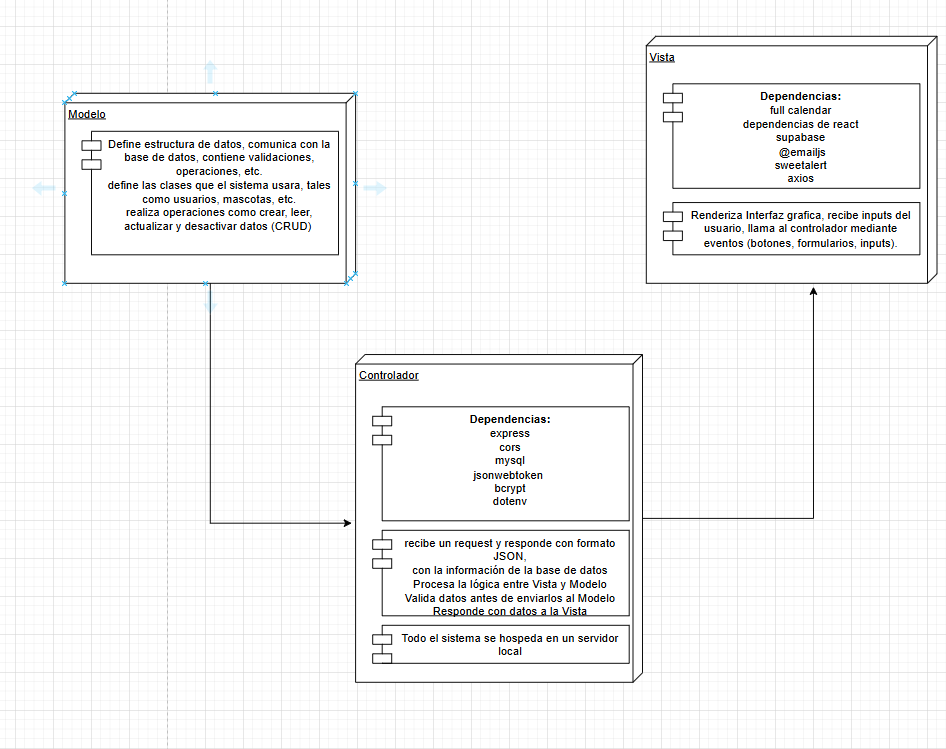 Modelo
Define estructura de datos, comunica con la
base de datos, contiene validaciones,
operaciones, etc.
define las clases que el sistema usara, tales
como usuarios, mascotas, etc.
realiza operaciones como crear, leer,
actualizar y desactivar datos (CRUD)
Vista
Dependencias:
full calendar
dependencias de react
supabase
@emailjs
sweetalert
axios
Renderiza Interfaz grafica, recibe inputs del
usuario, llama al controlador mediante
eventos (botones, formularios, inputs).
Controlador
Dependencias:
express
cors
mysql
jsonwebtoken
bcrypt
dotenv
recibe un request y responde con formato
JSON,
con la información de la base de datos
Procesa la lógica entre Vista y Modelo
Valida datos antes de enviarlos al Modelo
Responde con datos a la Vista
Todo el sistema se hospeda en un servidor
local